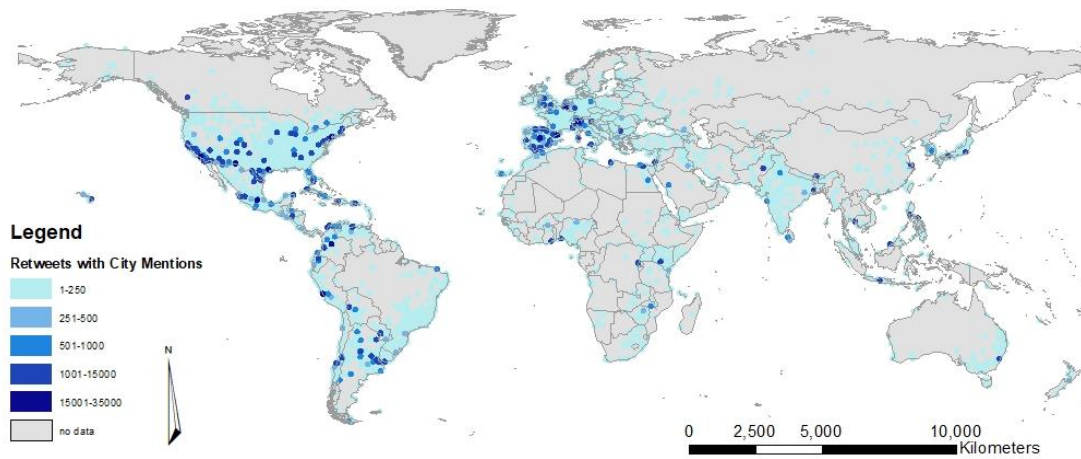 N
Legend
Retweets with City Mentions
1-250
251-500
501-1000
1001-15000
15001-35000
no data
0 2,500 5,000 10,000
Kilometers